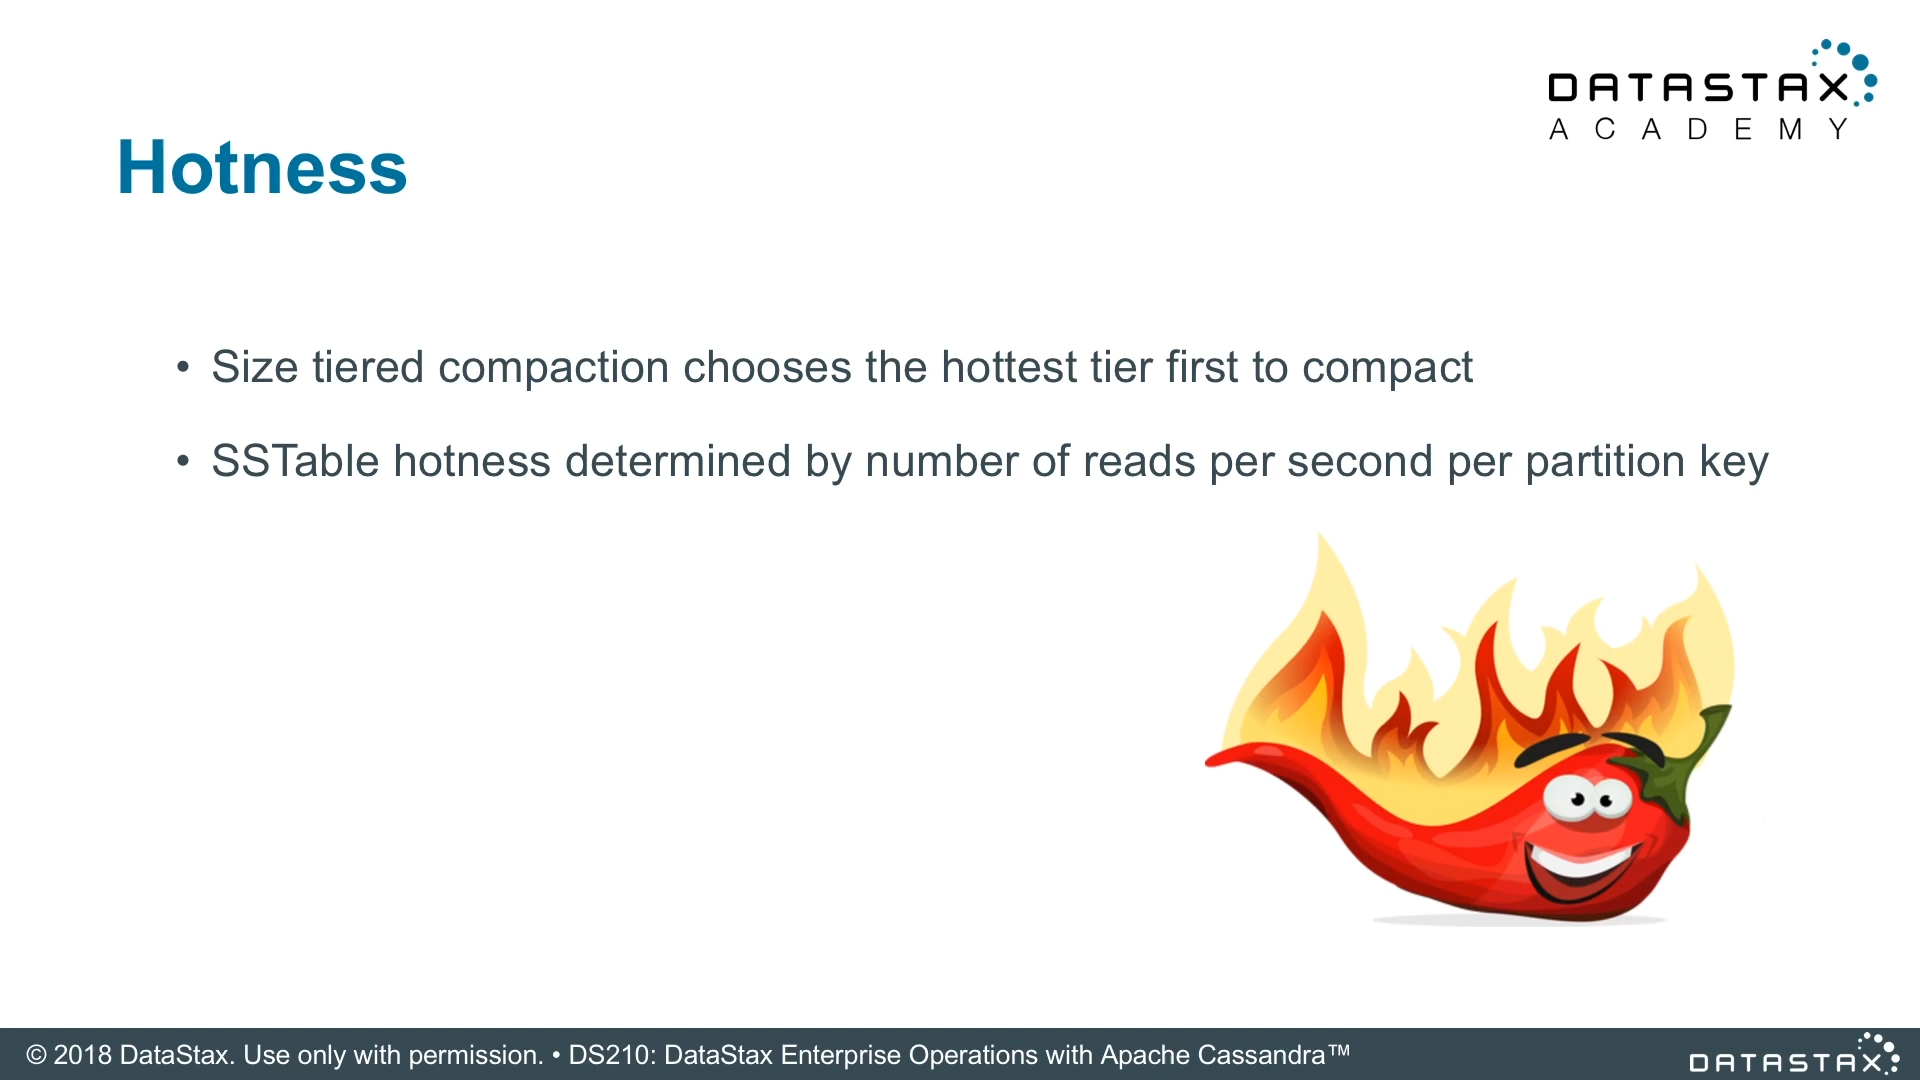 DATASTAX
ACADEMY
Hotness
• Size tiered compaction chooses the hottest tier first to compact
• SSTable hotness determined by number of reads per second per partition key
© 2018 DataStax. Use only with permission. • DS210: DataStax Enterprise Operations with Apache Cassandra™
DATASTAX